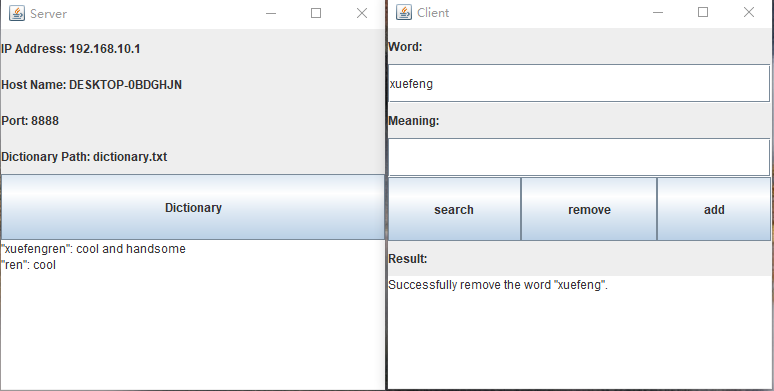 Server
IP Address: 192.168.10.1
Host Name: DESKTOP-0BDGHJN
Port: 8888
Dictionary Path: dictionary.txt
Dictionary
"xuefengren": cool and handsome
"ren": cool
Client
Word:
xuefeng
Meaning:
search remove add
Result:
Successfully remove the word "xuefeng".